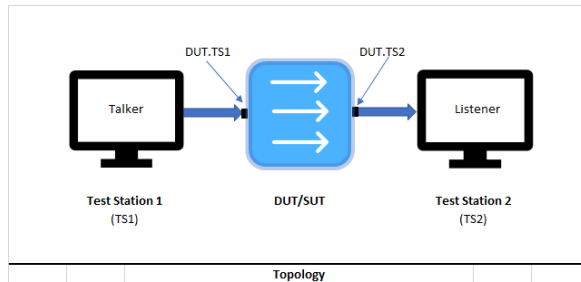 DUT.TS1
DUT.TS2
Talker
Listener
Test Station 1
(TS1)
DUT/SUT
Test Station 2
(TS2)
Topology